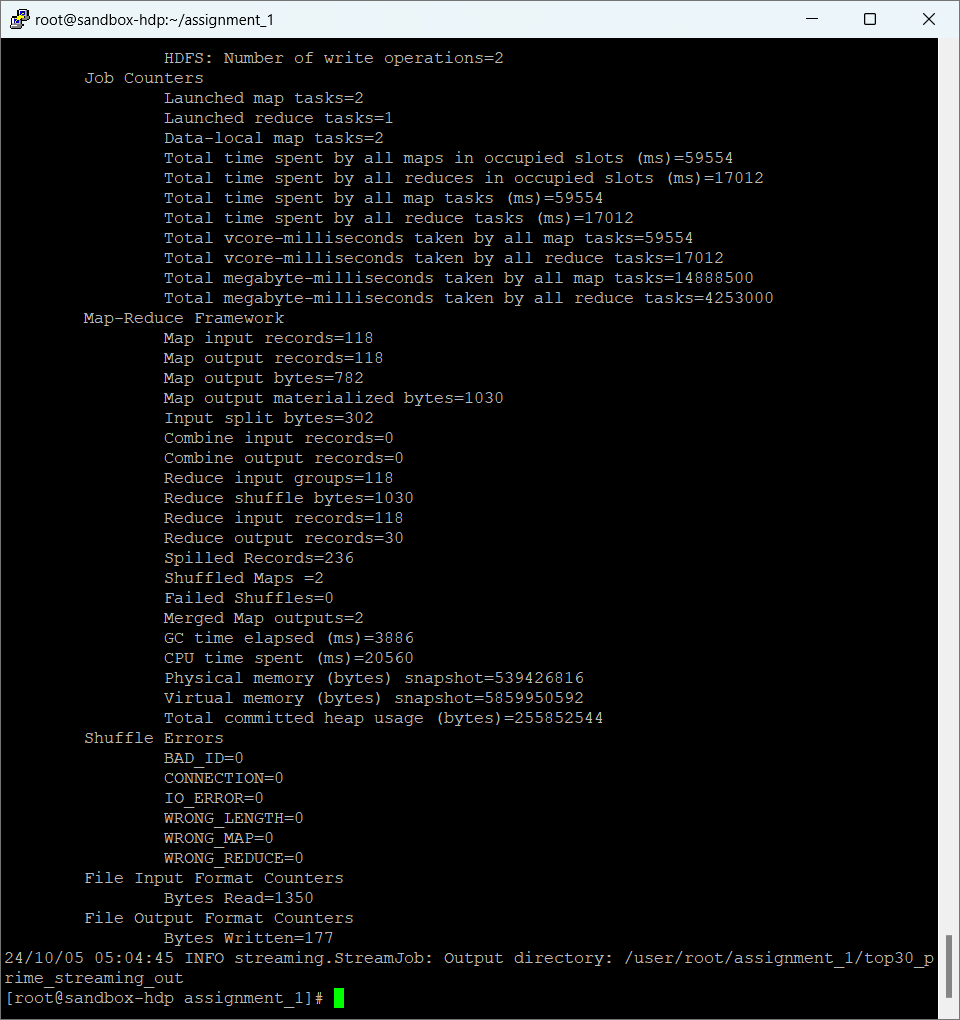 root@sandbox-hdp:~/assignment_1
HDFS: Number of write operations=2
Job Counters
Launched map tasks=2
Launched reduce tasks=1
Data-local map tasks=2
Total time spent by all maps in occupied slots (ms)=59554
Total time spent by all reduces in occupied slots (ms)=17012
Total time spent by all map tasks (ms)=59554
Total time spent by all reduce tasks (ms)=17012
Total vcore-milliseconds taken by all map tasks=59554
Total vcore-milliseconds taken by all reduce tasks=17012
Total megabyte-milliseconds taken by all map tasks=14888500
Total megabyte-milliseconds taken by all reduce tasks=4253000
Map-Reduce Framework
Map input records=118
Map output records=118
Map output bytes=782
Map output materialized bytes=1030
Input split bytes=302
Combine input records=0
Combine output records=0
Reduce input groups=118
Reduce shuffle bytes=1030
Reduce input records=118
Reduce output records=30
Spilled Records=236
Shuffled Maps =2
Failed Shuffles=0
Merged Map outputs=2
GC time elapsed (ms)=3886
CPU time spent (ms)=20560
Physical memory (bytes) snapshot=539426816
Virtual memory (bytes) snapshot=5859950592
Total committed heap usage (bytes)=255852544
Shuffle Errors
BAD_ID=0
CONNECTION=0
IO_ERROR=0
WRONG_LENGTH=0
WRONG_MAP=0
WRONG_REDUCE=0
File Input Format Counters
Bytes Read=1350
File Output Format Counters
Bytes Written=177
24/10/05 05:04:45 INFO streaming.StreamJob: Output directory: /user/root/assignment_1/top30_p
rime_streaming_out
[root@sandbox-hdp assignment_1]#